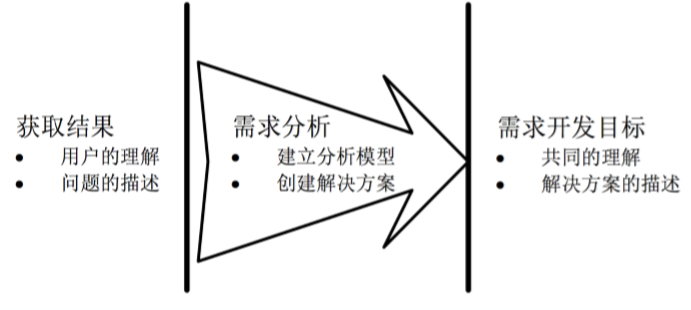 获取结果
• 用户的理解
• 问题的描述
需求分析
• 建立分析模型
• 创建解决方案
需求开发目标
• 共同的理解
• 解决方案的描述